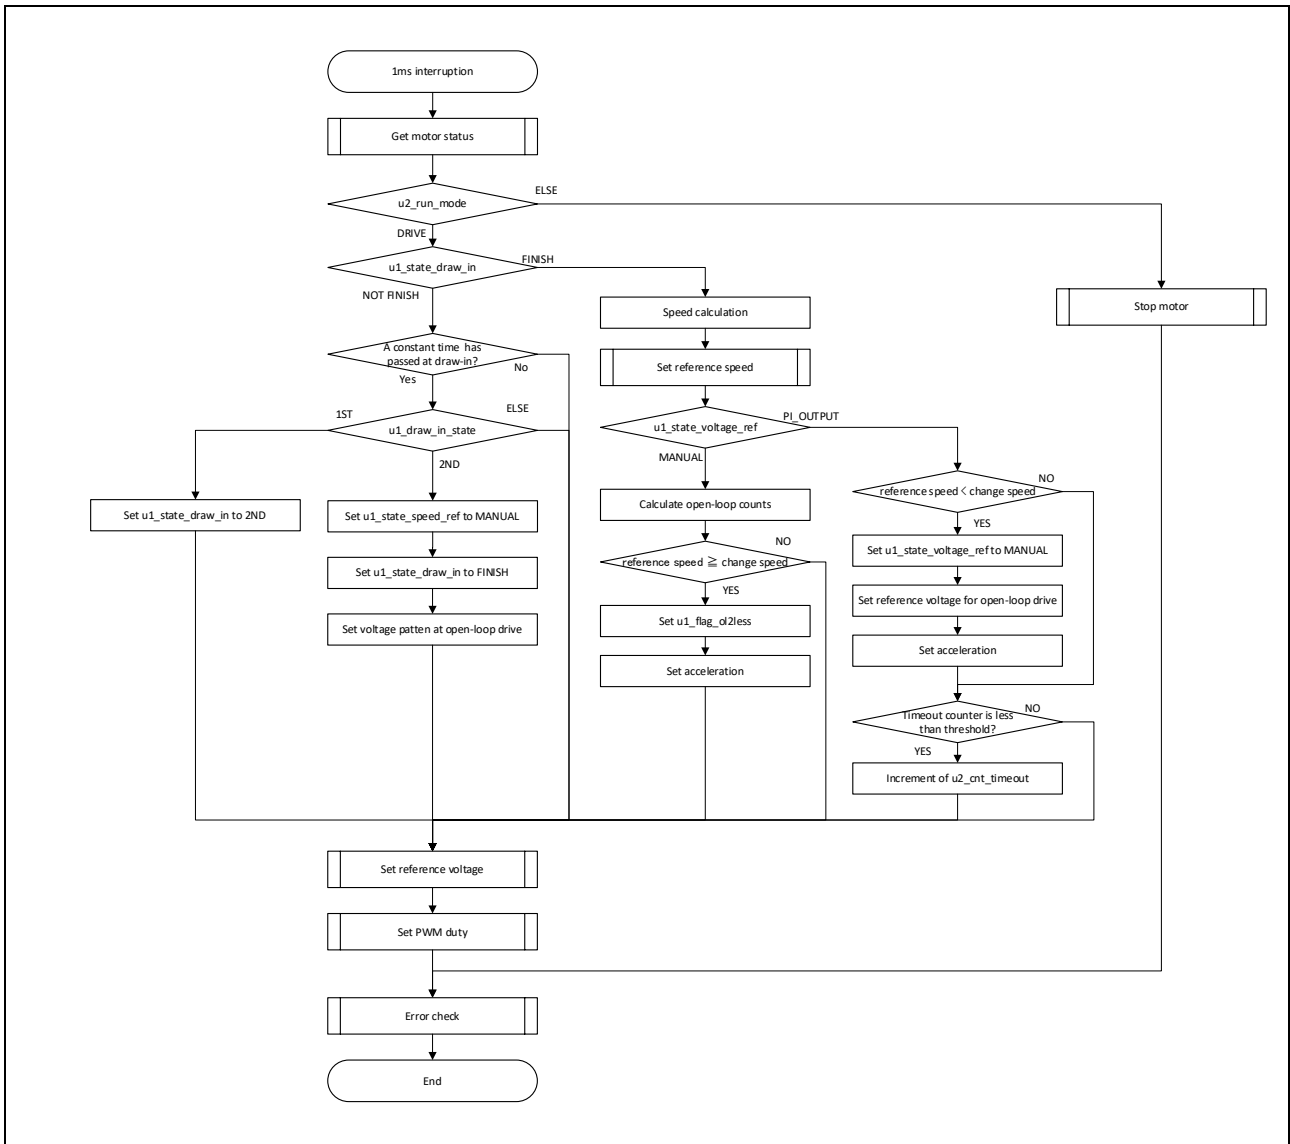 1ms interruption
Get motor status
u2_run_mode
ELSE
DRIVE
u1_state_draw_in
FINISH
NOT FINISH
Speed calculation
Stop motor
A constant time has
passed at draw-in?
No
Yes
Set reference speed
1ST
u1_draw_in_state
ELSE
2ND
u1_state_voltage_ref
PI_OUTPUT
MANUAL
Set u1_state_draw_in to 2ND
Set u1_state_speed_ref to MANUAL
Calculate open-loop counts
reference speed < change speed
NO
YES
Set u1_state_draw_in to FINISH
reference speed ≧ change speed
NO
YES
Set u1_state_voltage_ref to MANUAL
Set voltage patten at open-loop drive
Set u1_flag_ol2less
Set reference voltage for open-loop drive
Set acceleration
Set acceleration
Timeout counter is less
than threshold?
NO
YES
Increment of u2_cnt_timeout
Set reference voltage
Set PWM duty
Error check
End